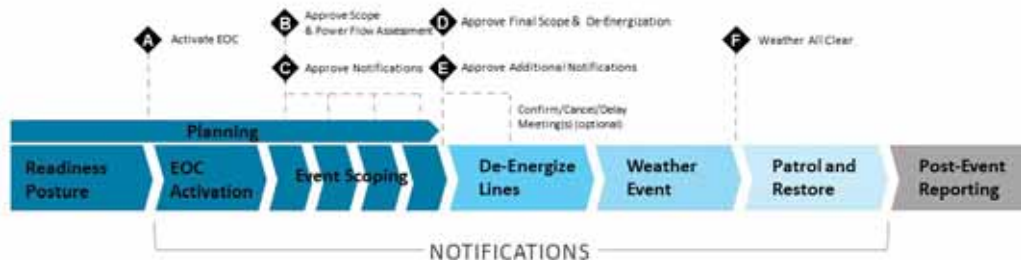 A Activate EOC
B Approve Scope
& Power Flow Assessment
C Approve Notifications
D Approve Final Scope & De-Energization
E Approve Additional Notifications
F Weather All Clear
Confirm/Cancel/Delay
Meeting(s) (optional)
Planning
Readiness
Posture
EOC
Activation
Event Scoping
De-Energize
Lines
Weather
Event
Patrol and
Restore
Post-Event
Reporting
NOTIFICATIONS